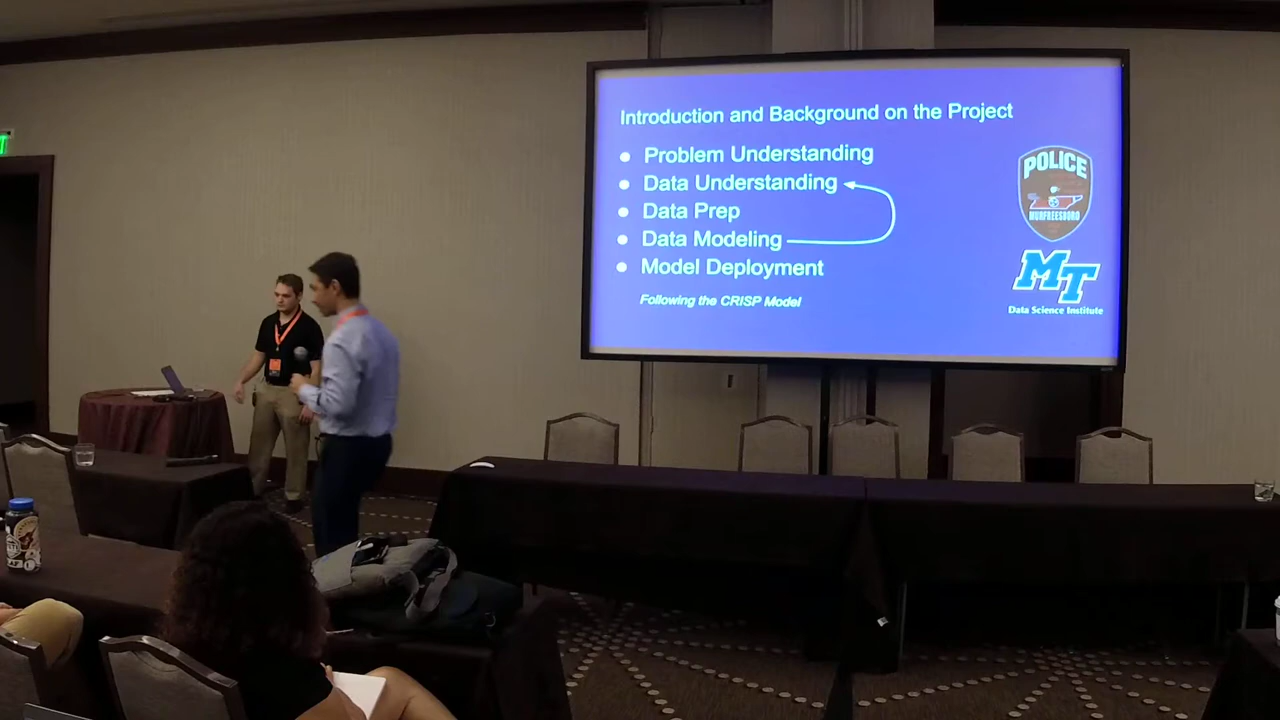 Introduction and Background on the Project
Problem Understanding
Data Understanding
Data Prep
Data Modeling
Model Deployment
Following the CRISP Model
POLICE
MURFREESBORO
MT
Data Science Institute